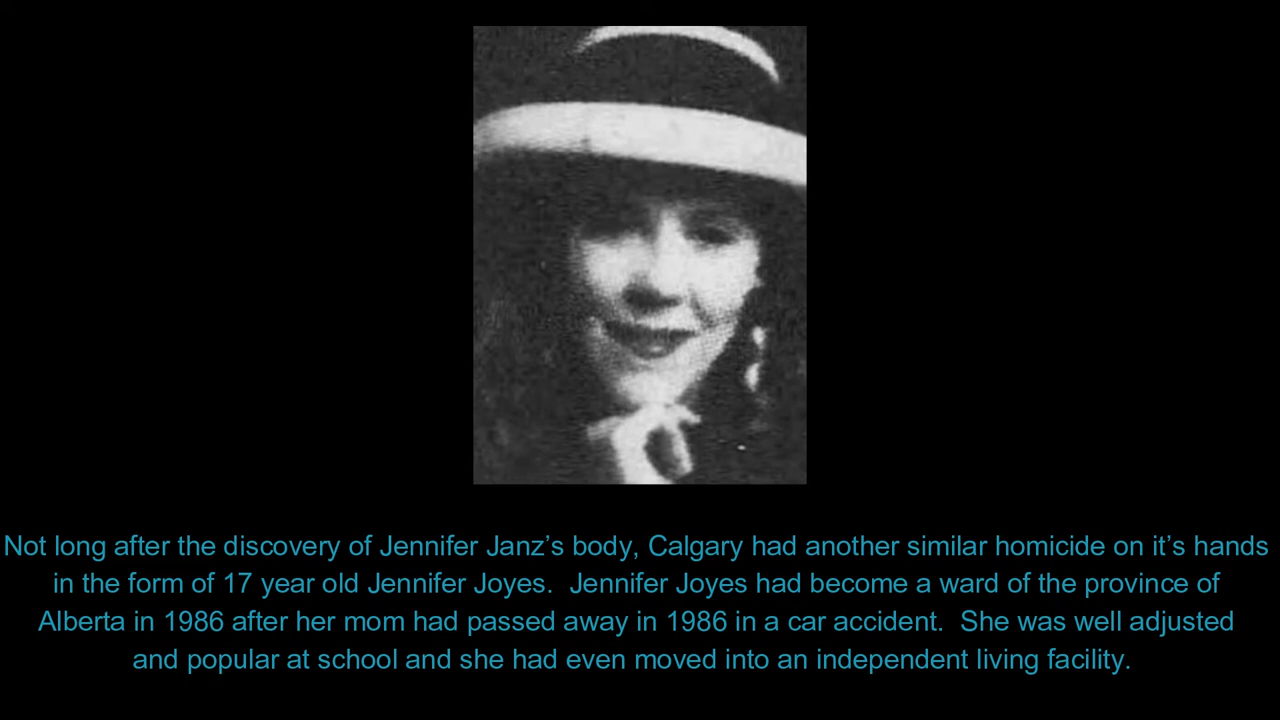 Not long after the discovery of Jennifer Janz’s body, Calgary had another similar homicide on it’s hands
in the form of 17 year old Jennifer Joyes.  Jennifer Joyes had become a ward of the province of
Alberta in 1986 after her mom had passed away in 1986 in a car accident.  She was well adjusted
and popular at school and she had even moved into an independent living facility.